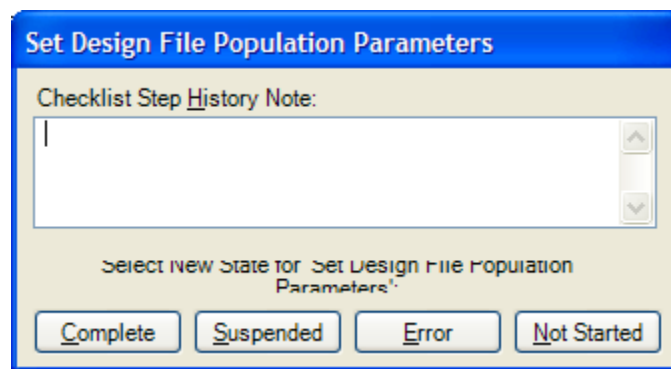 Set Design File Population Parameters
Checklist Step History Note:
Select New State for 'Set Design File Population
Parameters':
Complete Suspended Error Not Started